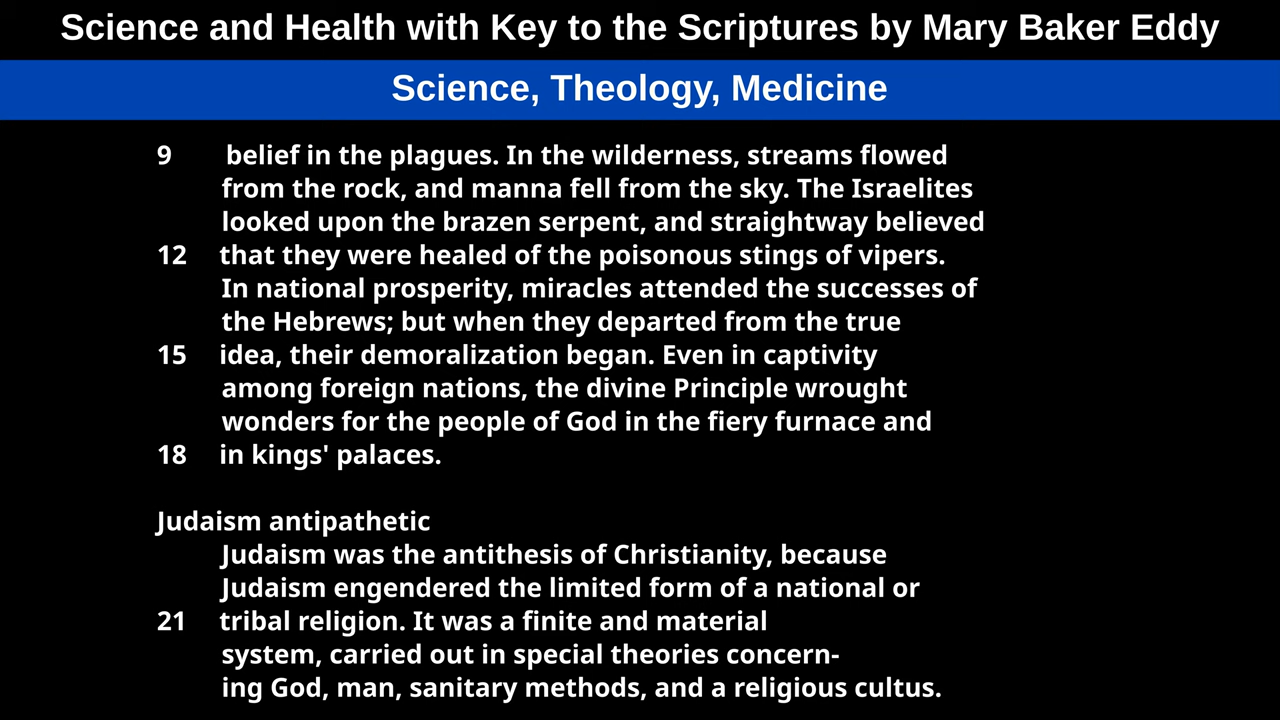 Science and Health with Key to the Scriptures by Mary Baker Eddy
Science, Theology, Medicine
9 belief in the plagues. In the wilderness, streams flowed
from the rock, and manna fell from the sky. The Israelites
looked upon the brazen serpent, and straightway believed
12 that they were healed of the poisonous stings of vipers.
In national prosperity, miracles attended the successes of
the Hebrews; but when they departed from the true
15 idea, their demoralization began. Even in captivity
among foreign nations, the divine Principle wrought
wonders for the people of God in the fiery furnace and
18 in kings' palaces.
Judaism antipathetic
Judaism was the antithesis of Christianity, because
Judaism engendered the limited form of a national or
21 tribal religion. It was a finite and material
system, carried out in special theories concern-
ing God, man, sanitary methods, and a religious cultus.